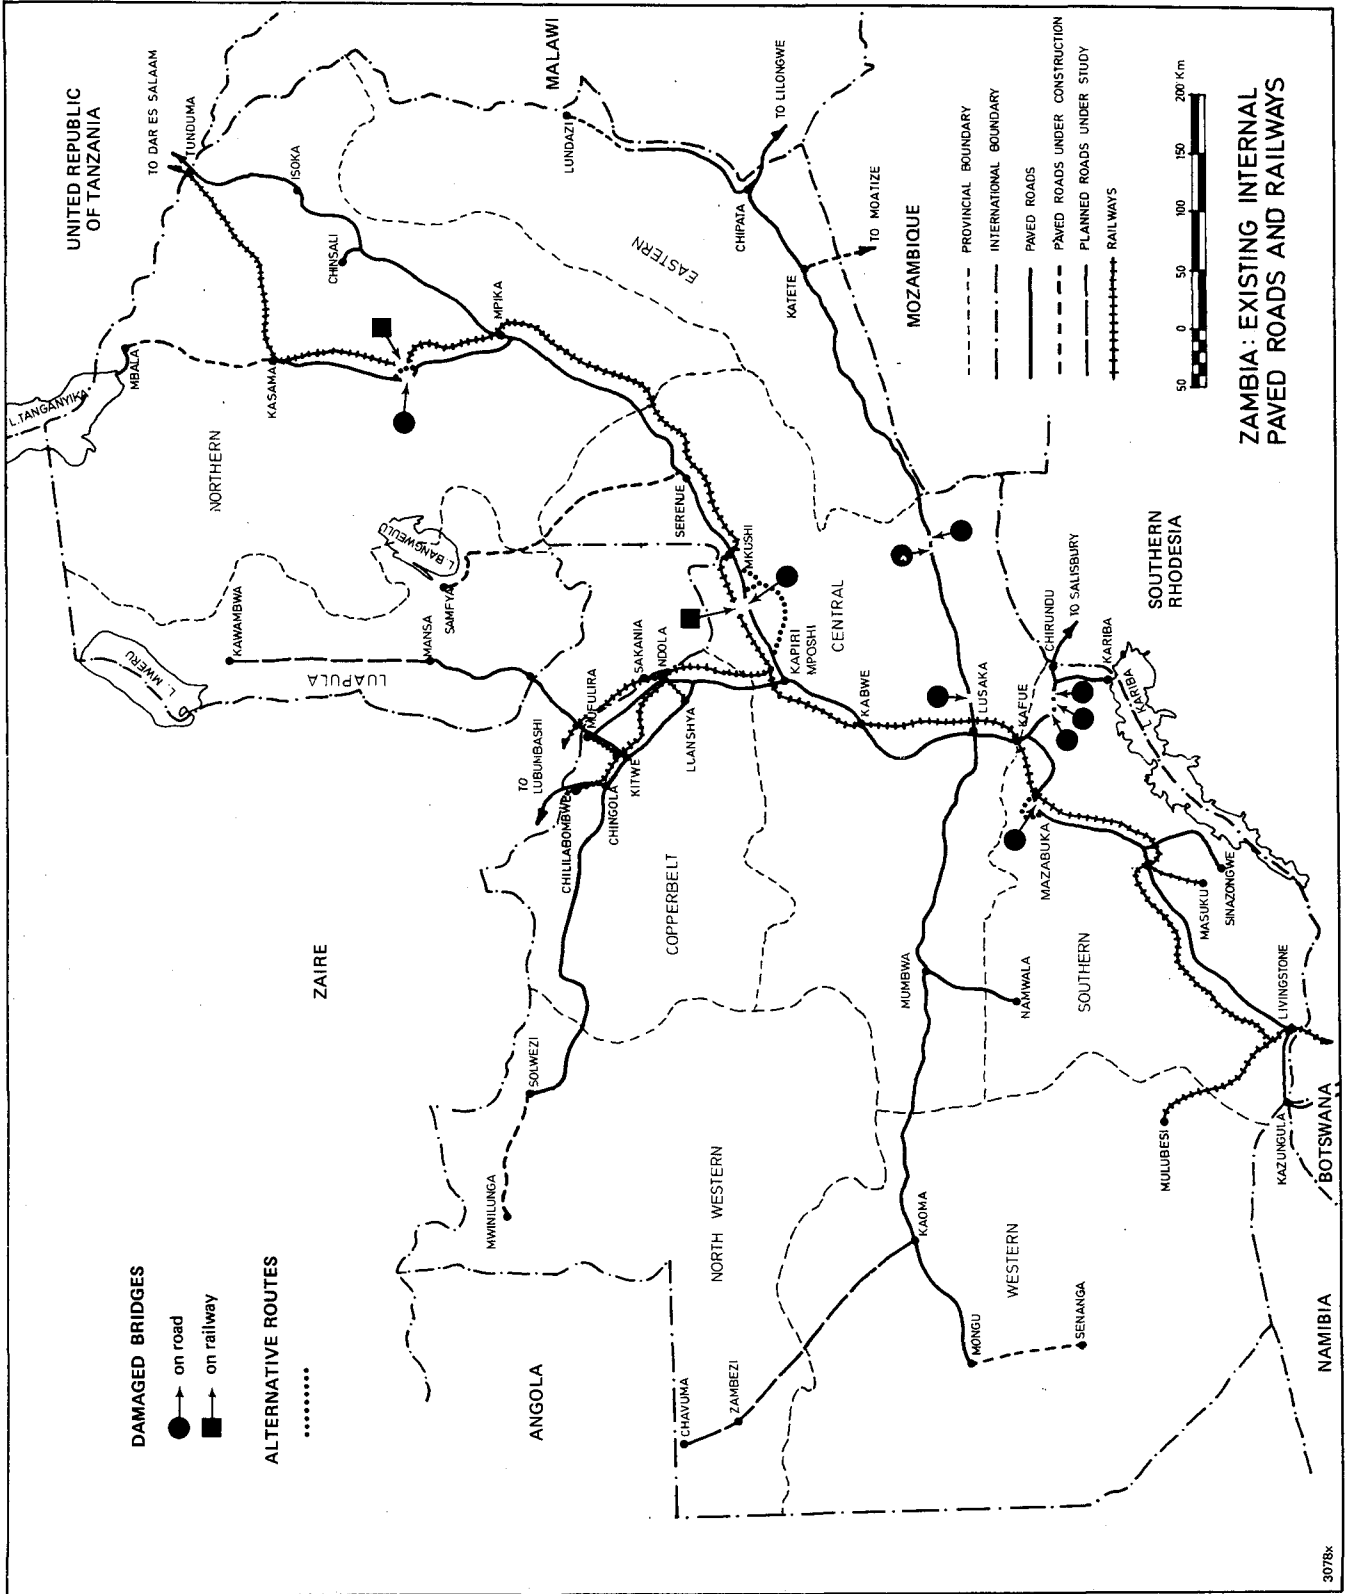 UNITED REPUBLIC
OF TANZANIA
TO DAR ES SALAAM
TUNDUMA
L.TANGANYIKA
MBALA
ISOKA
CHINSALI
KASAMA
NORTHERN
MPIKA
MALAWI
LUNDAZI
EASTERN
CHIPATA
TO LILONGWE
KATETE
TO MOATIZE
MOZAMBIQUE
L. MWERU
KAWAMBWA
LUAPULA
MANSA
SAMFYA
L. BANGWEULU
SERENJE
MKUSHI
ZAIRE
TO
LUBUMBASHI
MUFULIRA
SAKANIA
NDOLA
CHILILABOMBWE
CHINGOLA
KITWE
LUANSHYA
COPPERBELT
KAPIRI
MPOSHI
CENTRAL
KABWE
LUSAKA
KAFUE
CHIRUNDU
TO SALISBURY
KARIBA
L. KARIBA
SOUTHERN
RHODESIA
MAZABUKA
MASUKU
SINAZONGWE
SOUTHERN
MUMBWA
NAMWALA
LIVINGSTONE
KAZUNGULA
BOTSWANA
MULUBESI
SOLWEZI
MWINILUNGA
NORTH WESTERN
KAOMA
WESTERN
MONGU
SENANGA
ANGOLA
CHAVUMA
ZAMBEZI
NAMIBIA
DAMAGED BRIDGES
on road
on railway
ALTERNATIVE ROUTES
PROVINCIAL BOUNDARY
INTERNATIONAL BOUNDARY
PAVED ROADS
PAVED ROADS UNDER CONSTRUCTION
PLANNED ROADS UNDER STUDY
RAILWAYS
50 0 50 100 150 200 Km
ZAMBIA: EXISTING INTERNAL
PAVED ROADS AND RAILWAYS
3078x